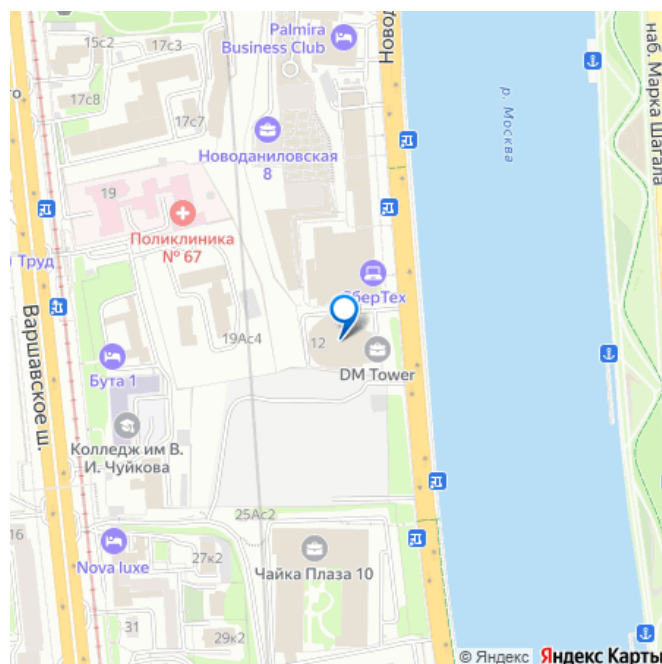 Palmira
Business Club
Новод
15с2
17с3
17с8
17с7
Новоданиловская
8
р. Москва
наб. Марка Шагала
19
Поликлиника
№ 67
Труд
СберТех
Варшавское ш.
19Ас4
12
DM Tower
Бута 1
Колледж им В.
И. Чуйкова
25Ас2
16
Nova luxe
27к2
Чайка Плаза 10
31
29к2
© Яндекс Яндекс Карты